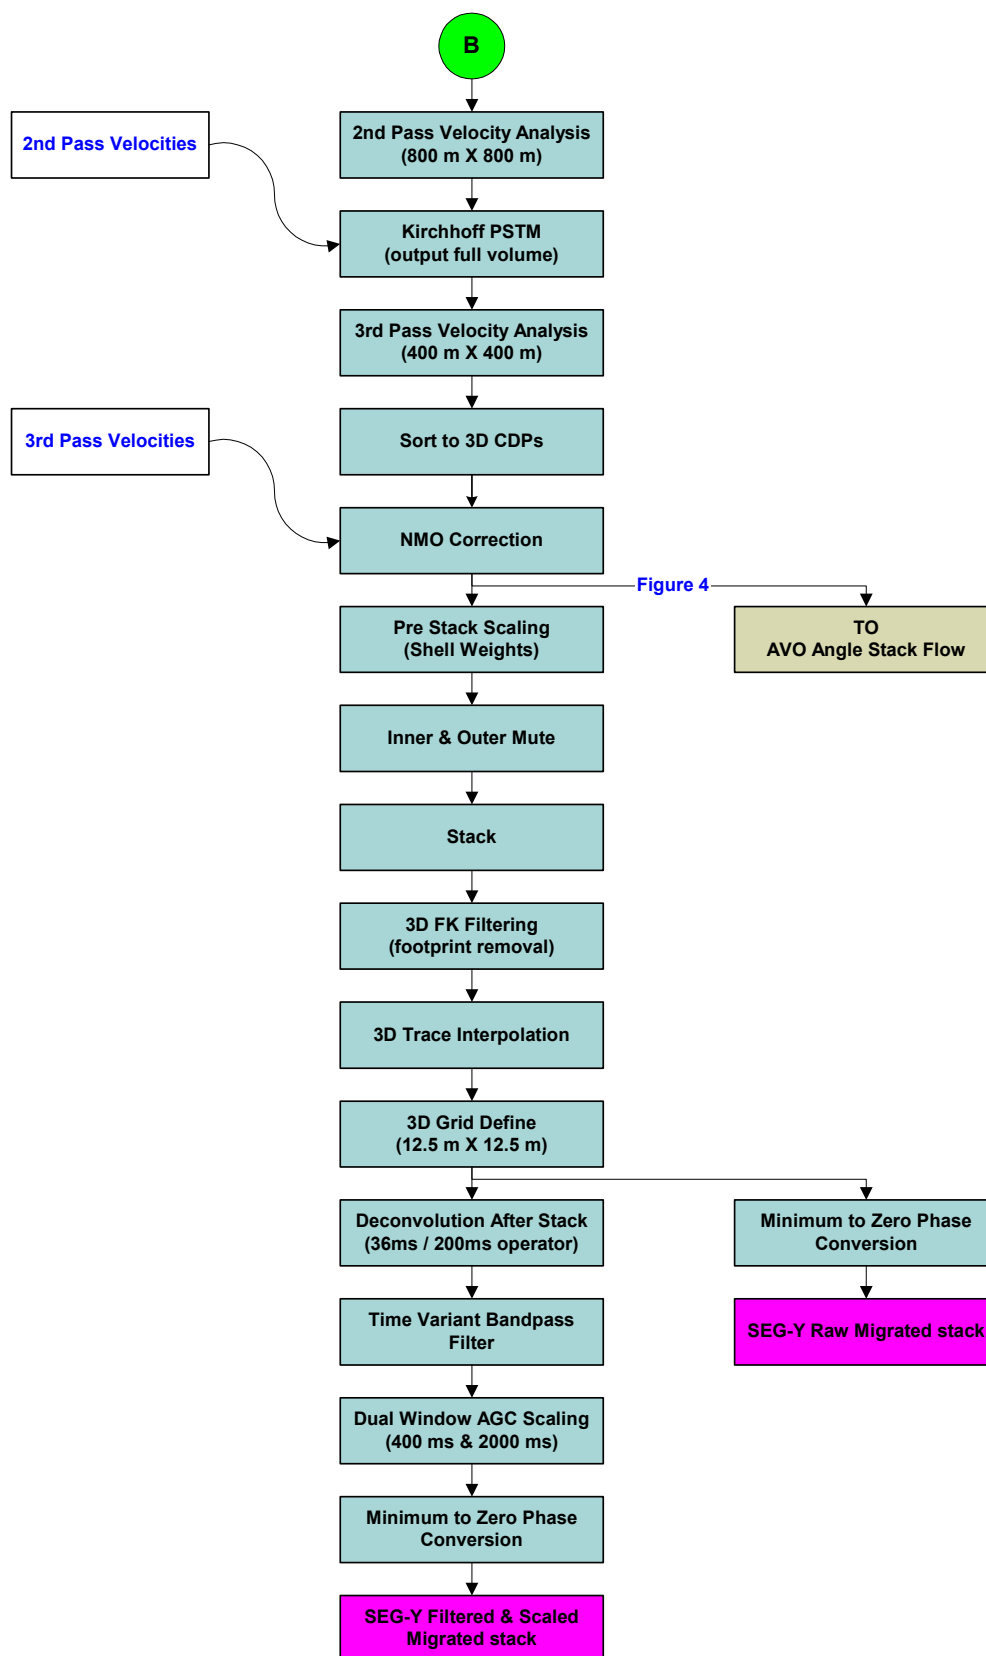 B
2nd Pass Velocities
2nd Pass Velocity Analysis
(800 m X 800 m)
Kirchhoff PSTM
(output full volume)
3rd Pass Velocity Analysis
(400 m X 400 m)
3rd Pass Velocities
Sort to 3D CDPs
NMO Correction
Figure 4
Pre Stack Scaling
(Shell Weights)
TO
AVO Angle Stack Flow
Inner & Outer Mute
Stack
3D FK Filtering
(footprint removal)
3D Trace Interpolation
3D Grid Define
(12.5 m X 12.5 m)
Deconvolution After Stack
(36ms / 200ms operator)
Minimum to Zero Phase
Conversion
Time Variant Bandpass
Filter
SEG-Y Raw Migrated stack
Dual Window AGC Scaling
(400 ms & 2000 ms)
Minimum to Zero Phase
Conversion
SEG-Y Filtered & Scaled
Migrated stack